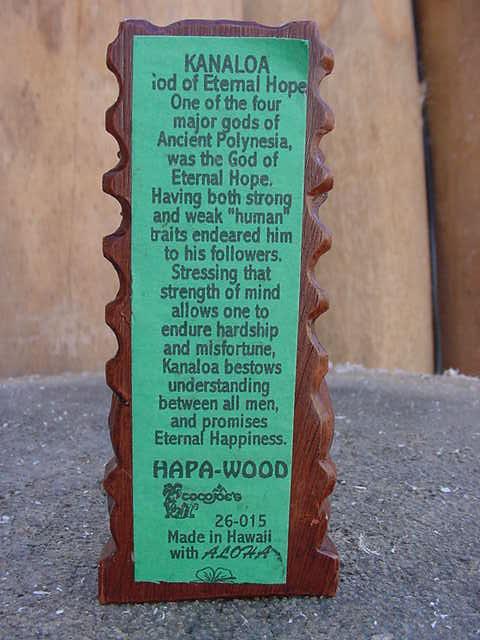 KANALOA
God of Eternal Hope
One of the four
major gods of
Ancient Polynesia,
was the God of
Eternal Hope.
Having both strong
and weak "human"
traits endeared him
to his followers.
Stressing that
strength of mind
allows one to
endure hardship
and misfortune,
Kanaloa bestows
understanding
between all men,
and promises
Eternal Happiness.
HAPA-WOOD
COCO JOE'S
26-015
Made in Hawaii
with ALOHA